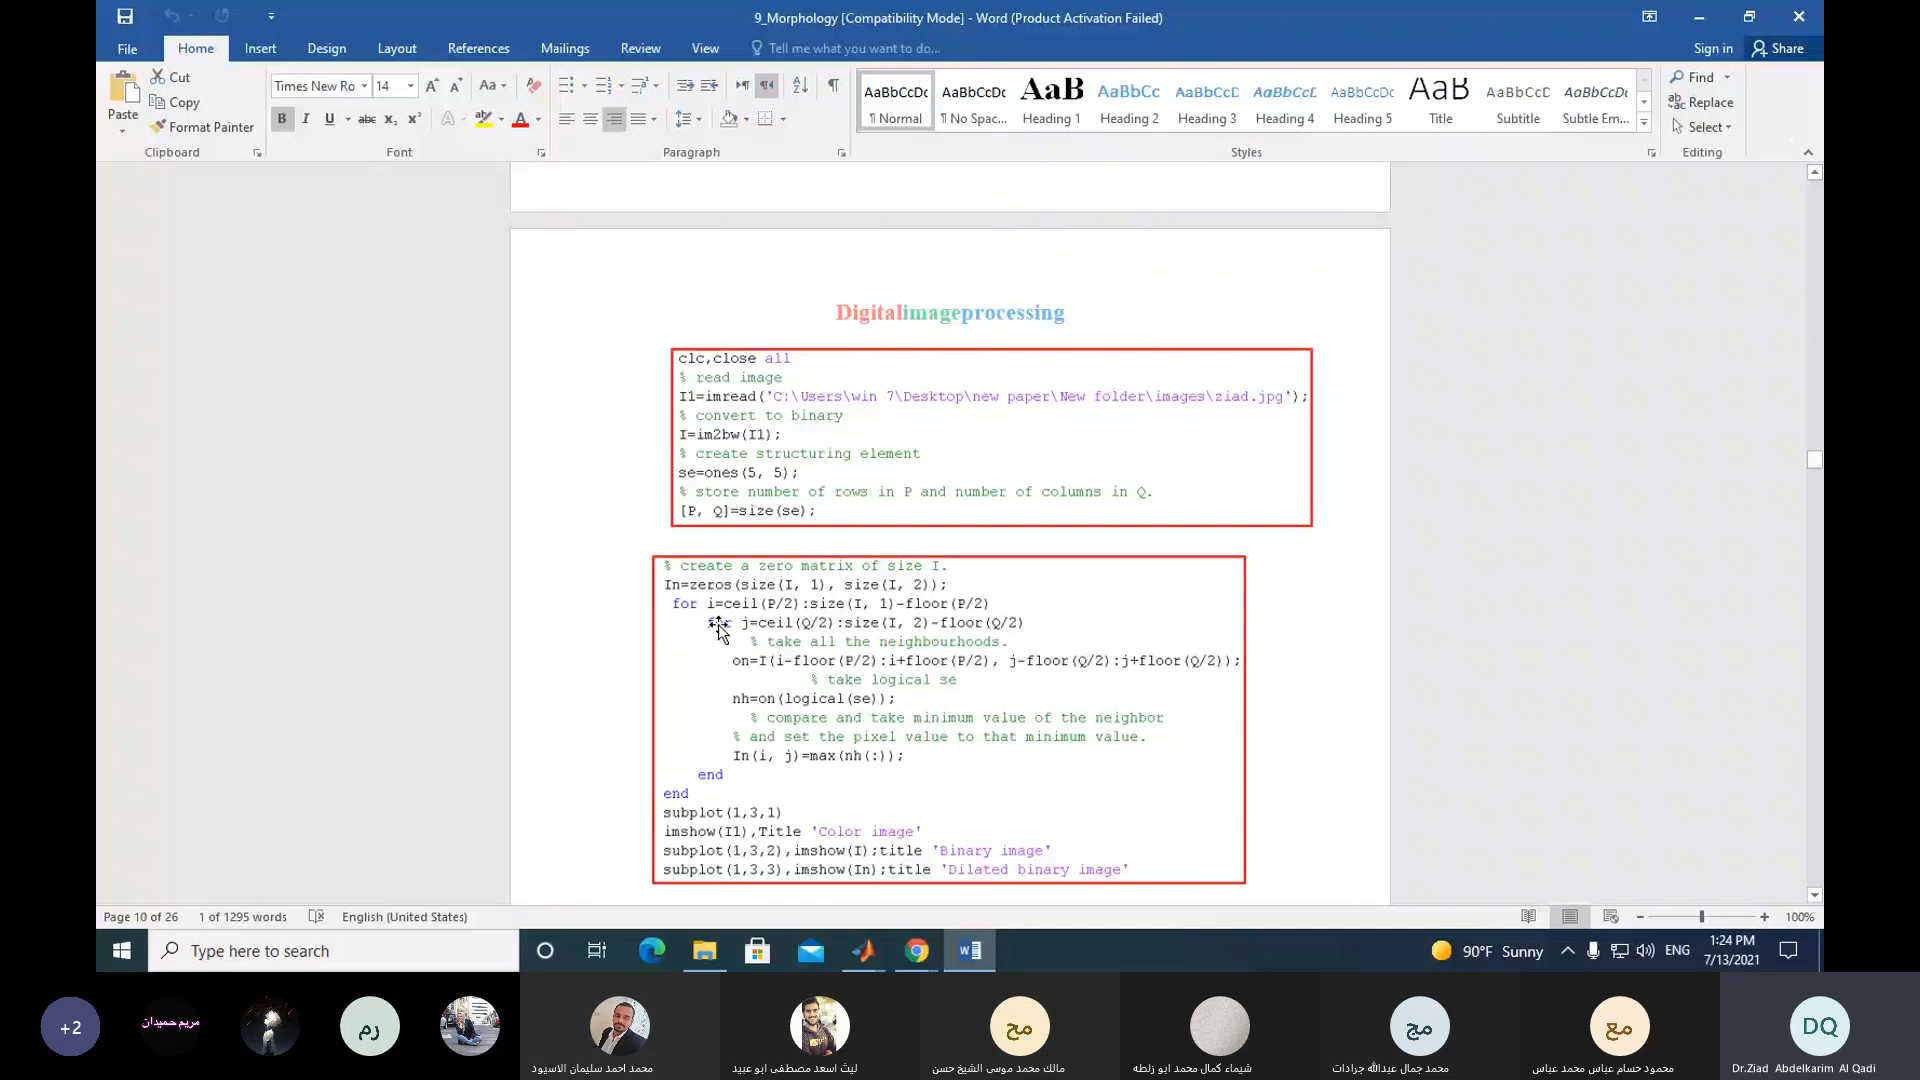 9_Morphology [Compatibility Mode] - Word (Product Activation Failed)
File Home Insert Design Layout References Mailings Review View Tell me what you want to do... Sign in Share
Paste
Cut
Copy
Format Painter
Clipboard
Times New Ro 14
Font
Paragraph
AaBbCcDc AaBbCcDc AaB AaBbCc AaBbCcD AaBbCcD AaBbCcDc AaB AaBbCcD AaBbCcDc
¶ Normal ¶ No Spac... Heading 1 Heading 2 Heading 3 Heading 4 Heading 5 Title Subtitle Subtle Em...
Styles
Find
Replace
Select
Editing
Digitalimageprocessing
clc,close all
% read image
I1=imread('C:\Users\win 7\Desktop\new paper\New folder\images\ziad.jpg');
% convert to binary
I=im2bw(I1);
% create structuring element
se=ones(5, 5);
% store number of rows in P and number of columns in Q.
[P, Q]=size(se);
% create a zero matrix of size I.
In=zeros(size(I, 1), size(I, 2));
for i=ceil(P/2):size(I, 1)-floor(P/2)
for j=ceil(Q/2):size(I, 2)-floor(Q/2)
% take all the neighbourhoods.
on=I(i-floor(P/2):i+floor(P/2), j-floor(Q/2):j+floor(Q/2));
% take logical se
nh=on(logical(se));
% compare and take minimum value of the neighbor
% and set the pixel value to that minimum value.
In(i, j)=max(nh(:));
end
end
subplot(1,3,1)
imshow(I1),Title 'Color image'
subplot(1,3,2),imshow(I);title 'Binary image'
subplot(1,3,3),imshow(In);title 'Dilated binary image'
Page 10 of 26 1 of 1295 words English (United States) 100%
Type here to search
90°F Sunny ENG
1:24 PM
7/13/2021
+2
مريم حميدان
رم
مح
مج
مع
DQ
محمد احمد سليمان الاسيود
ليث اسعد مصطفى ابو عبيد
مالك محمد موسى الشيخ حسن
شيماء كمال محمد ابو زلطه
محمد جمال عبدالله جرادات
محمود حسام عباس محمد عباس
Dr.Ziad Abdelkarim Al Qadi